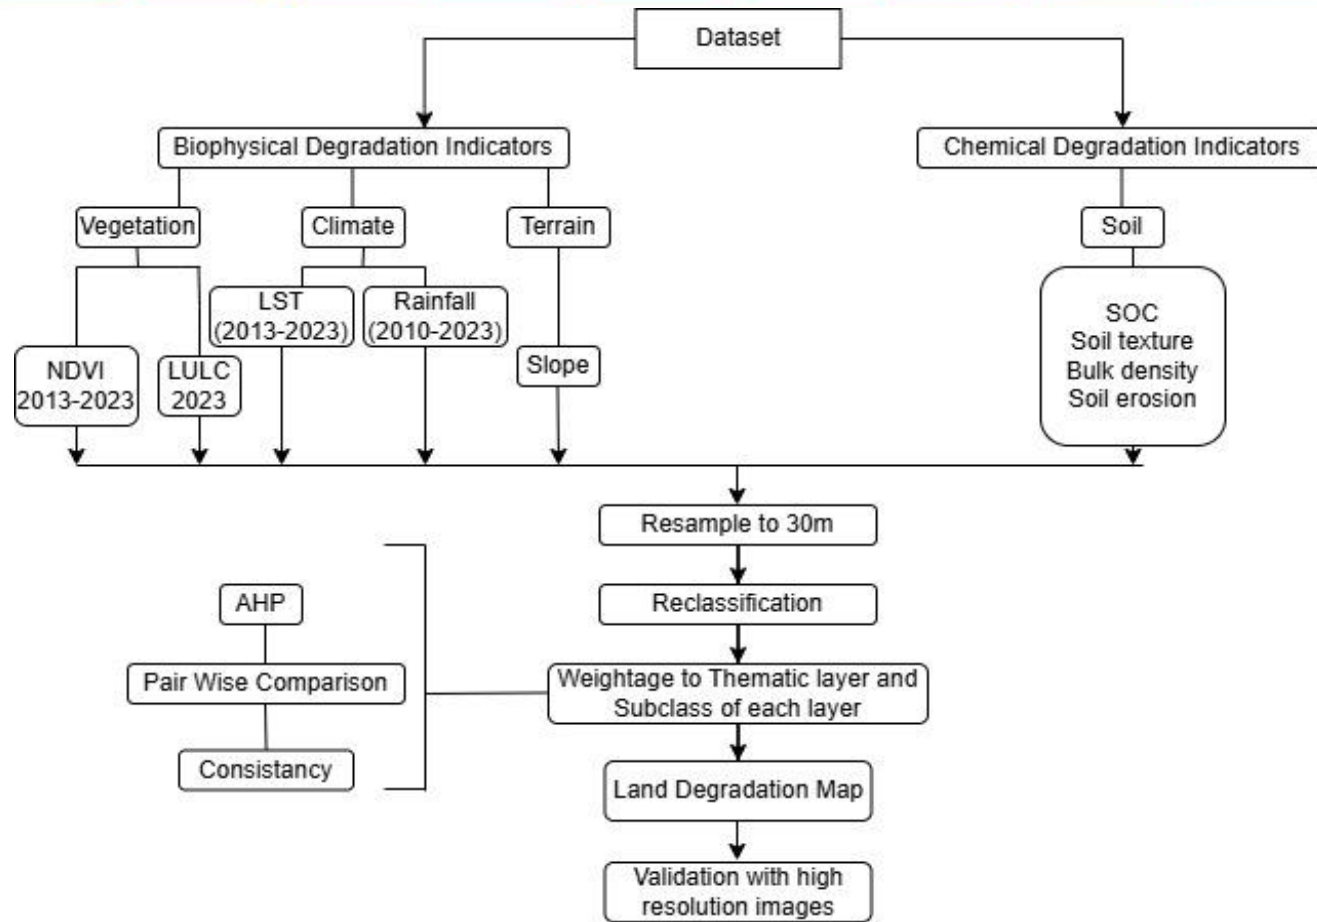 Dataset
Biophysical Degradation Indicators
Chemical Degradation Indicators
Vegetation
Climate
Terrain
Soil
LST
(2013-2023)
Rainfall
(2010-2023)
NDVI
2013-2023
LULC
2023
Slope
SOC
Soil texture
Bulk density
Soil erosion
Resample to 30m
Reclassification
AHP
Pair Wise Comparison
Consistancy
Weightage to Thematic layer and
Subclass of each layer
Land Degradation Map
Validation with high
resolution images